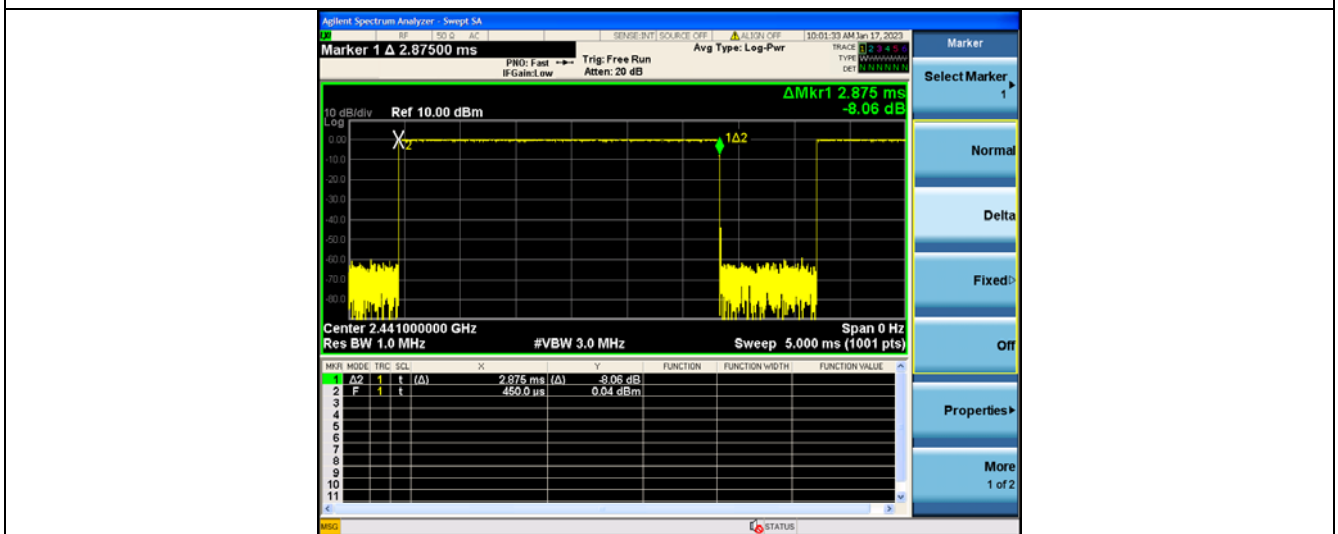 Agilent Spectrum Analyzer - Swept SA
RF 50 Ω AC SENSE:INT SOURCE OFF ALIGN OFF 10:01:33 AM Jan 17, 2023
Marker 1 Δ 2.87500 ms
PNO: Fast
IFGain:Low
Trig: Free Run
Atten: 20 dB
Avg Type: Log-Pwr
TRACE 1 2 3 4 5 6
TYPE WWWWWW
DET N N N N N N
ΔMkr1 2.875 ms
-8.06 dB
10 dB/div Ref 10.00 dBm
Log
0.00
-10.0
-20.0
-30.0
-40.0
-50.0
-60.0
-70.0
-80.0
X2
1Δ2
Center 2.441000000 GHz Span 0 Hz
Res BW 1.0 MHz #VBW 3.0 MHz Sweep 5.000 ms (1001 pts)
MKR MODE TRC SCL X Y FUNCTION FUNCTION WIDTH FUNCTION VALUE
1 Δ2 1 t (Δ) 2.875 ms (Δ) -8.06 dB
2 F 1 t 450.0 µs 0.04 dBm
3
4
5
6
7
8
9
10
11
MSG STATUS
Marker
Select Marker
1
Normal
Delta
Fixed
Off
Properties
More
1 of 2